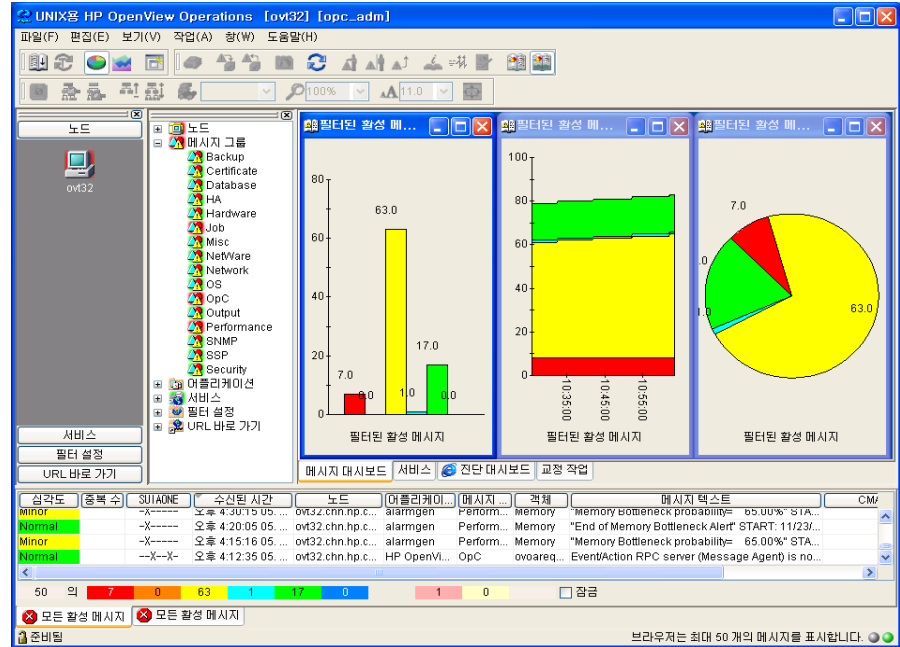 UNIX용 HP OpenView Operations [ovt32] [opc_adm]
파일(F) 편집(E) 보기(V) 작업(A) 창(W) 도움말(H)
100% 11.0
노드
ovt32
서비스
필터 설정
URL 바로 가기
노드
메시지 그룹
Backup
Certificate
Database
HA
Hardware
Job
Misc
NetWare
Network
OS
OpC
Output
Performance
SNMP
SSP
Security
어플리케이션
서비스
필터 설정
URL 바로 가기
필터된 활성 메...
80
60
40
20
0
7.0
0.0
63.0
1.0
17.0
0.0
필터된 활성 메시지
필터된 활성 메...
100
80
60
40
20
0
10:35:00
10:45:00
10:55:00
필터된 활성 메시지
필터된 활성 메...
7.0
.0
1.0
63.0
필터된 활성 메시지
메시지 대시보드 서비스 진단 대시보드 교정 작업
심각도 중복 수 SUIAONE 수신된 시간 노드 어플리케이... 메시지 ... 객체 메시지 텍스트 CMA
Minor -X----- 오후 4:30:15 05. ... ovt32.chn.hp.c... alarmgen Perform... Memory "Memory Bottleneck probability= 65.00%" STA...
Normal -X----- 오후 4:20:05 05. ... ovt32.chn.hp.c... alarmgen Perform... Memory "End of Memory Bottleneck Alert" START: 11/23/...
Minor -X----- 오후 4:15:16 05. ... ovt32.chn.hp.c... alarmgen Perform... Memory "Memory Bottleneck probability= 65.00%" STA...
Normal --X--X- 오후 4:12:35 05. ... ovt32.chn.hp.c... HP OpenVi... OpC ovoareq... Event/Action RPC server (Message Agent) is no...
50 의 7 0 63 1 17 0 1 0 잠금
모든 활성 메시지 모든 활성 메시지
준비됨 브라우저는 최대 50 개의 메시지를 표시합니다.